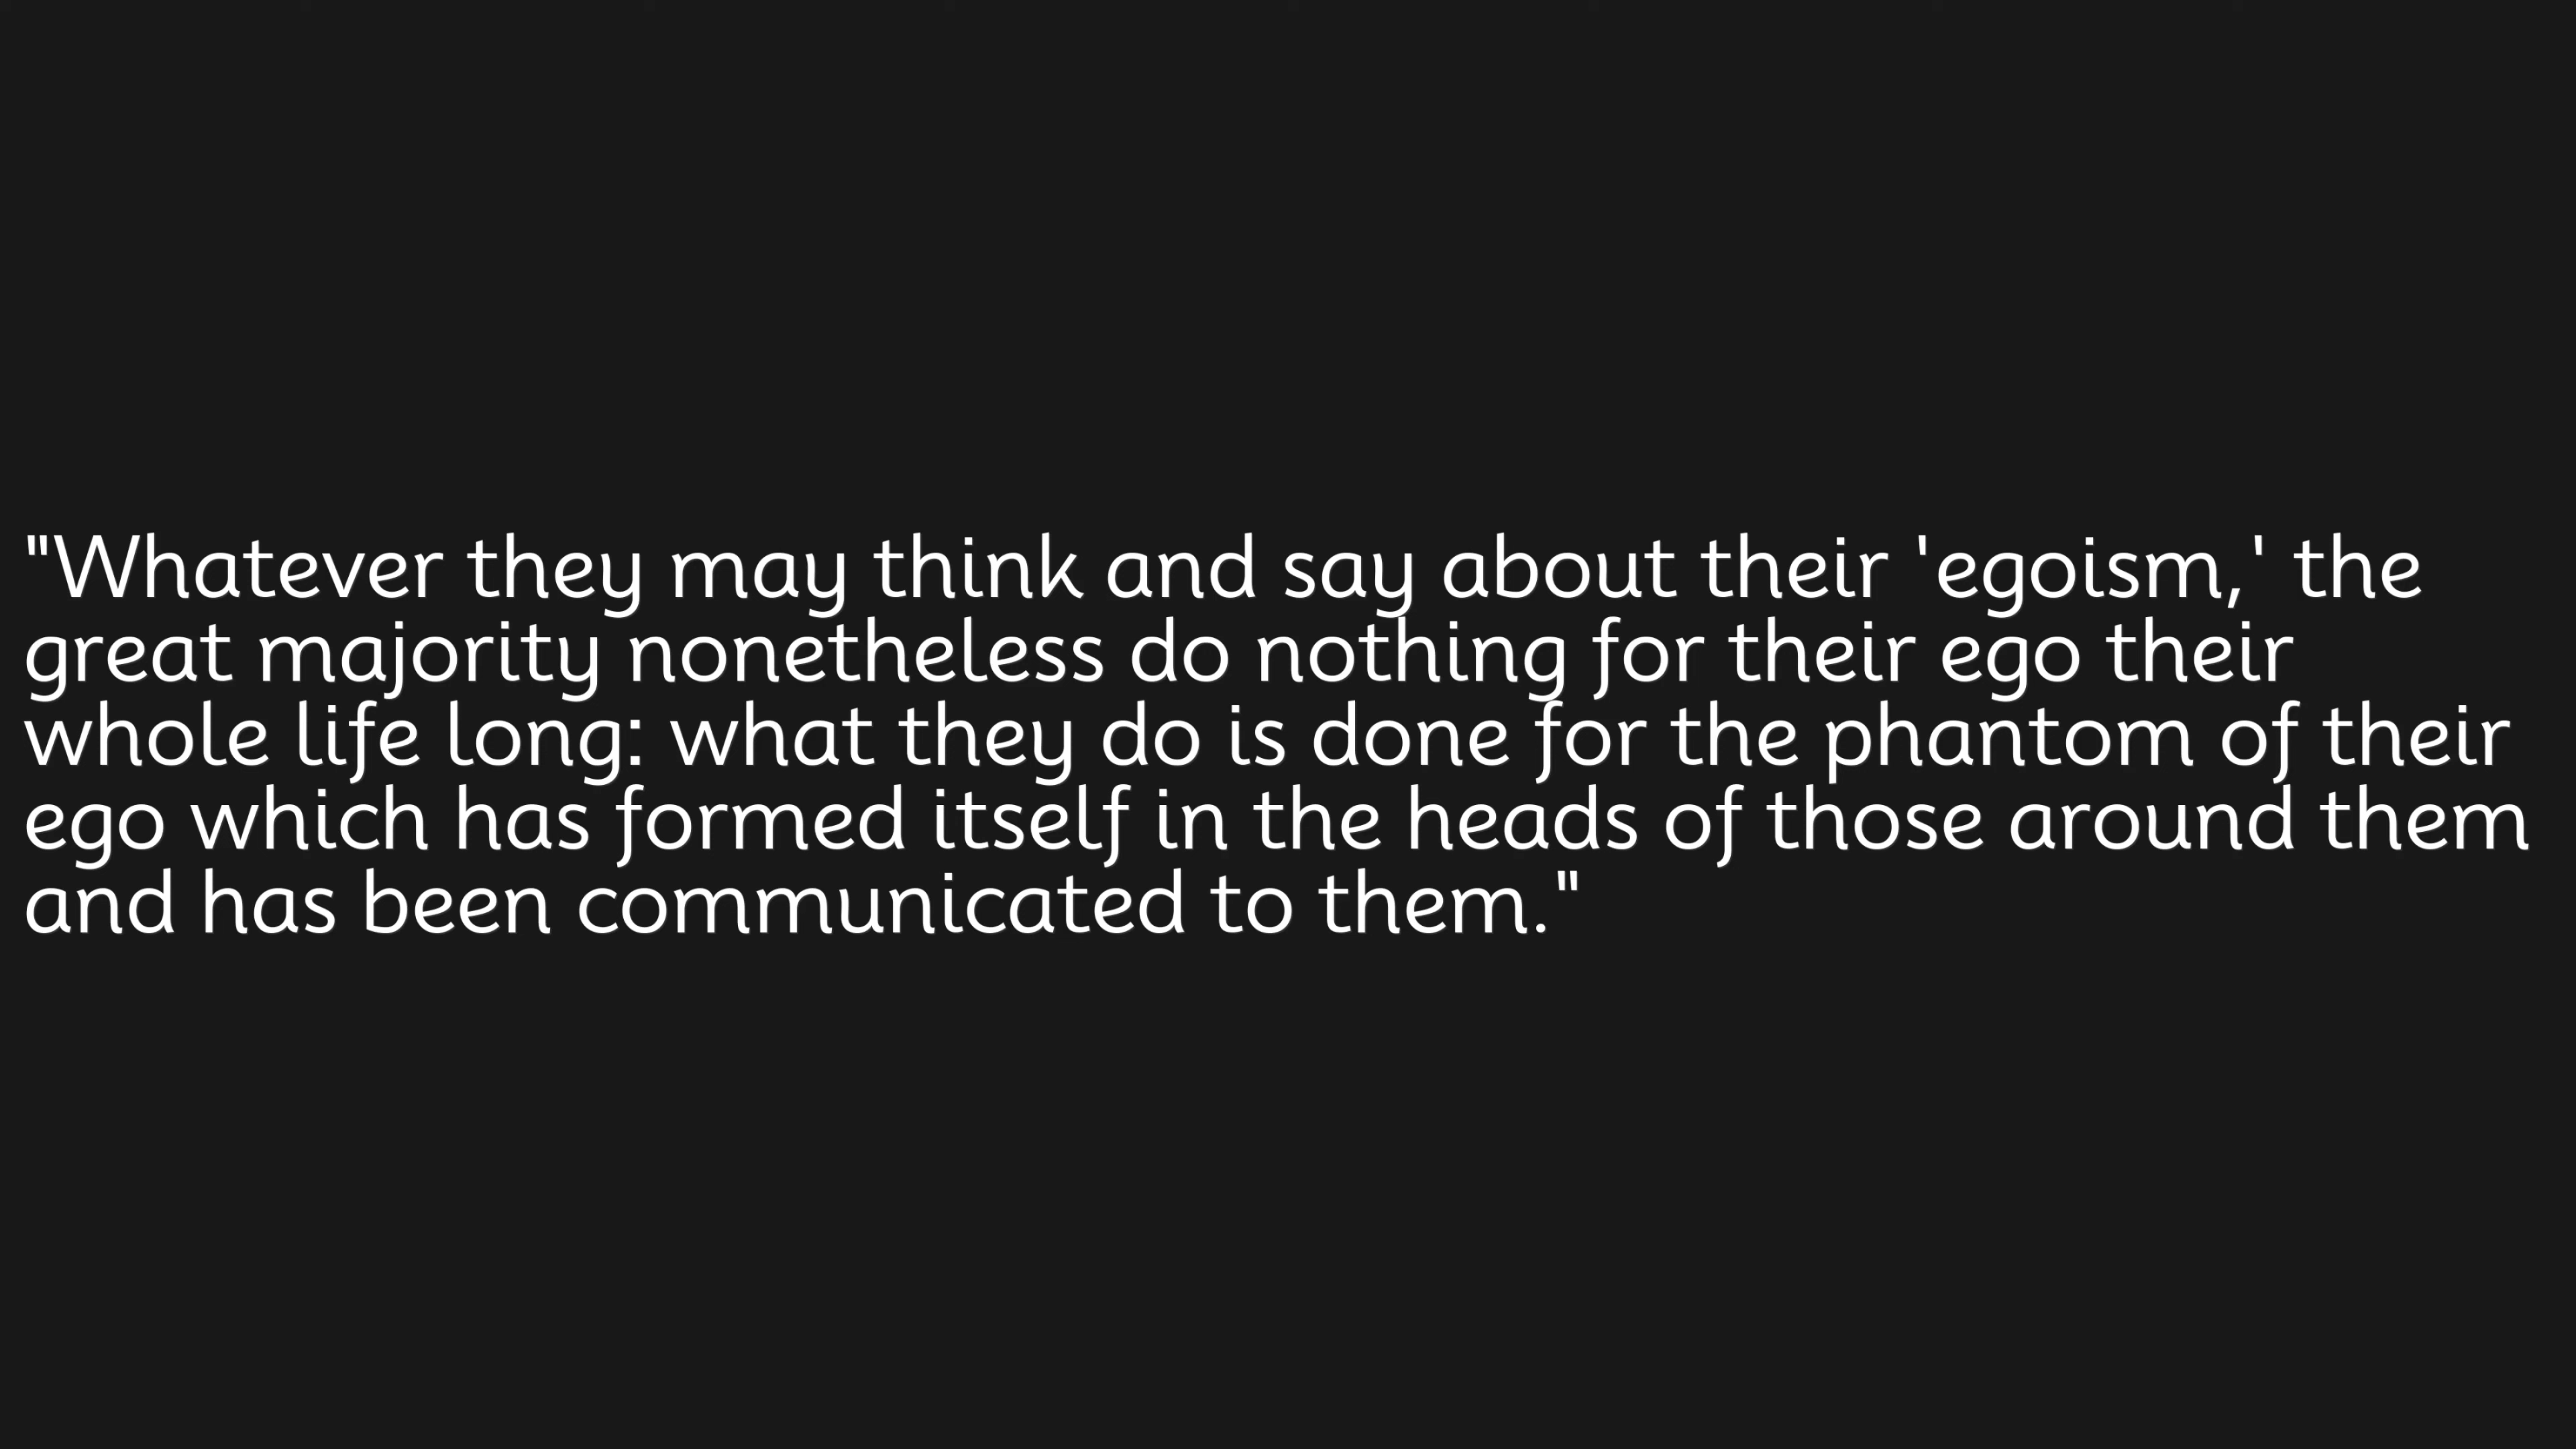 "Whatever they may think and say about their 'egoism,' the
great majority nonetheless do nothing for their ego their
whole life long: what they do is done for the phantom of their
ego which has formed itself in the heads of those around them
and has been communicated to them."